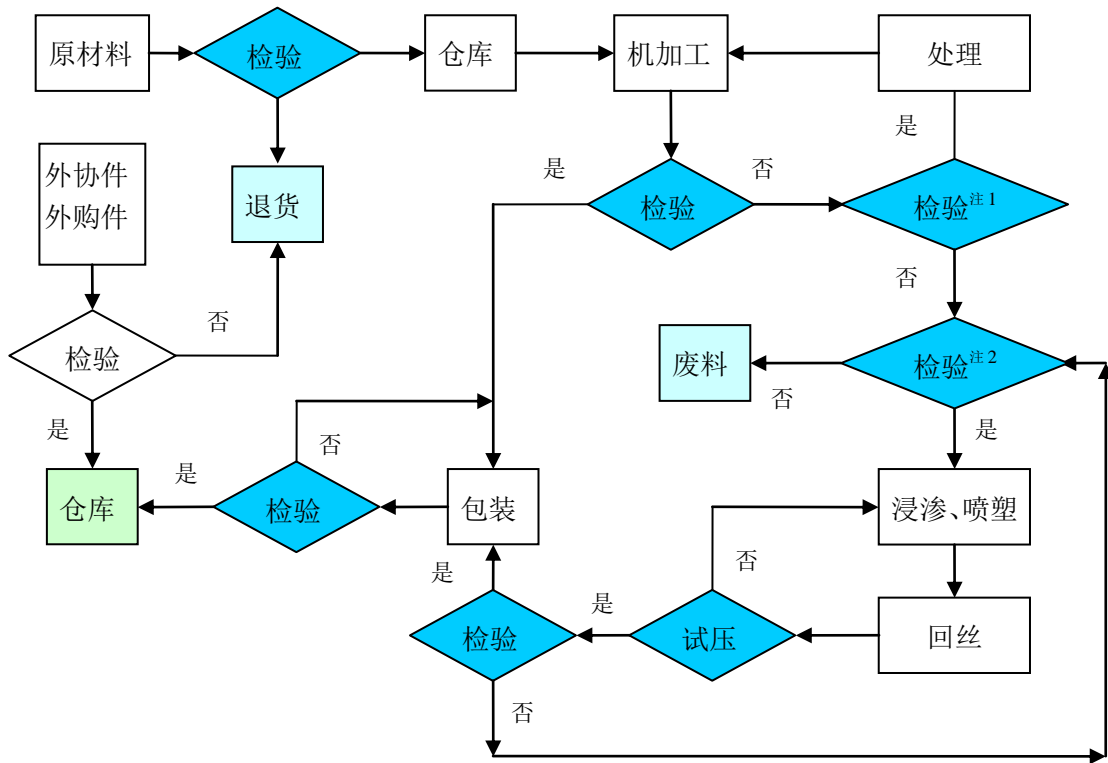 原材料
检验
仓库
机加工
处理
是
外协件
外购件
退货
是
检验
否
检验注1
否
否
检验
废料
检验注2
否
是
否
是
是
仓库
检验
包装
浸渗、喷塑
是
否
是
检验
试压
回丝
否